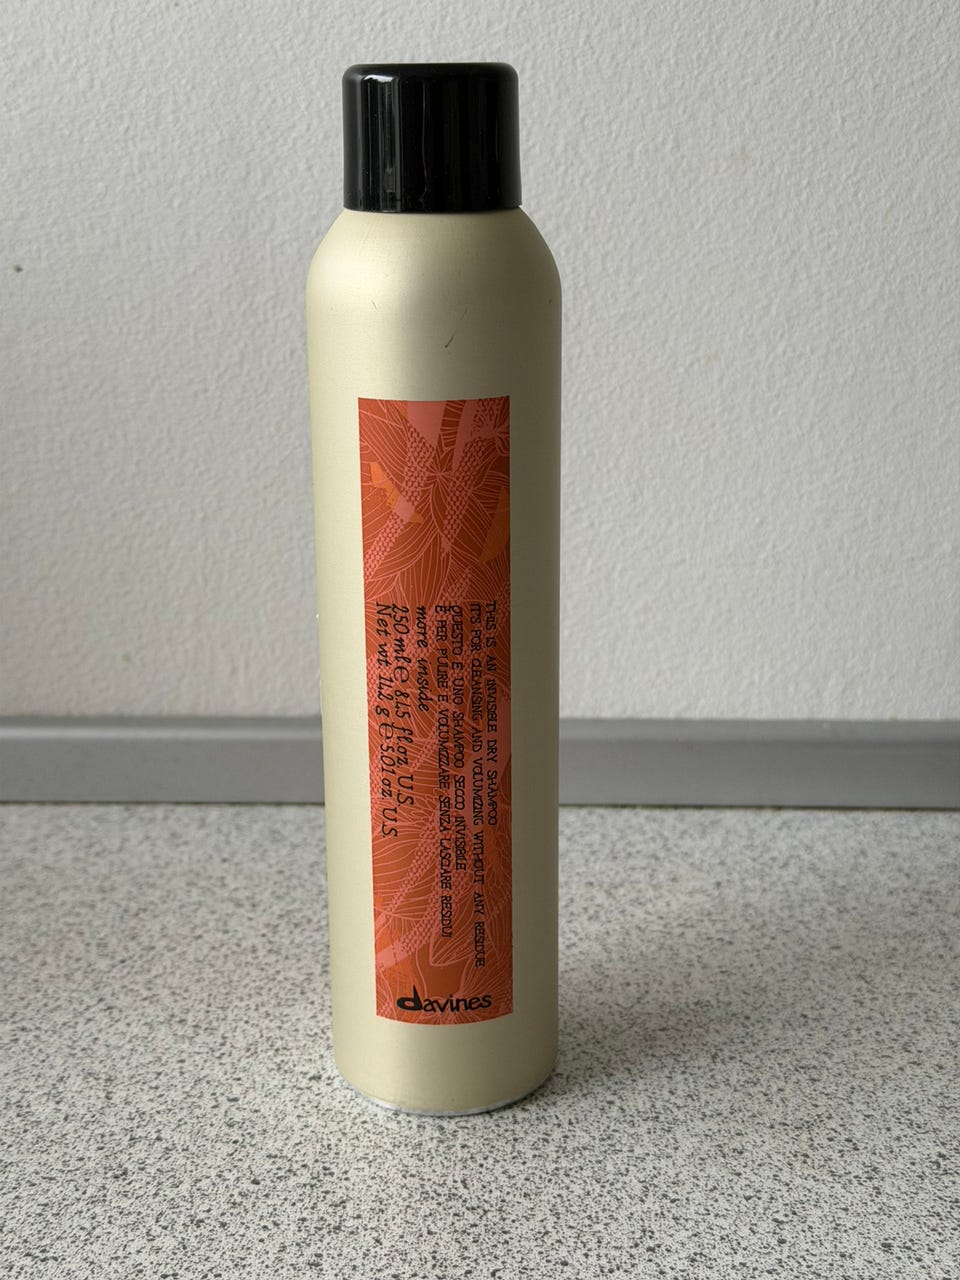 THIS IS AN INVISIBLE DRY SHAMPOO
IT'S FOR CLEANSING AND VOLUMIZING WITHOUT ANY RESIDUE
QUESTO È UNO SHAMPOO SECCO INVISIBILE
È PER PULIRE E VOLUMIZZARE SENZA LASCIARE RESIDUI
more inside
250 ml ℮ 8.45 fl oz U.S
Net wt 142 g ℮ 5.01 oz U.S
davines